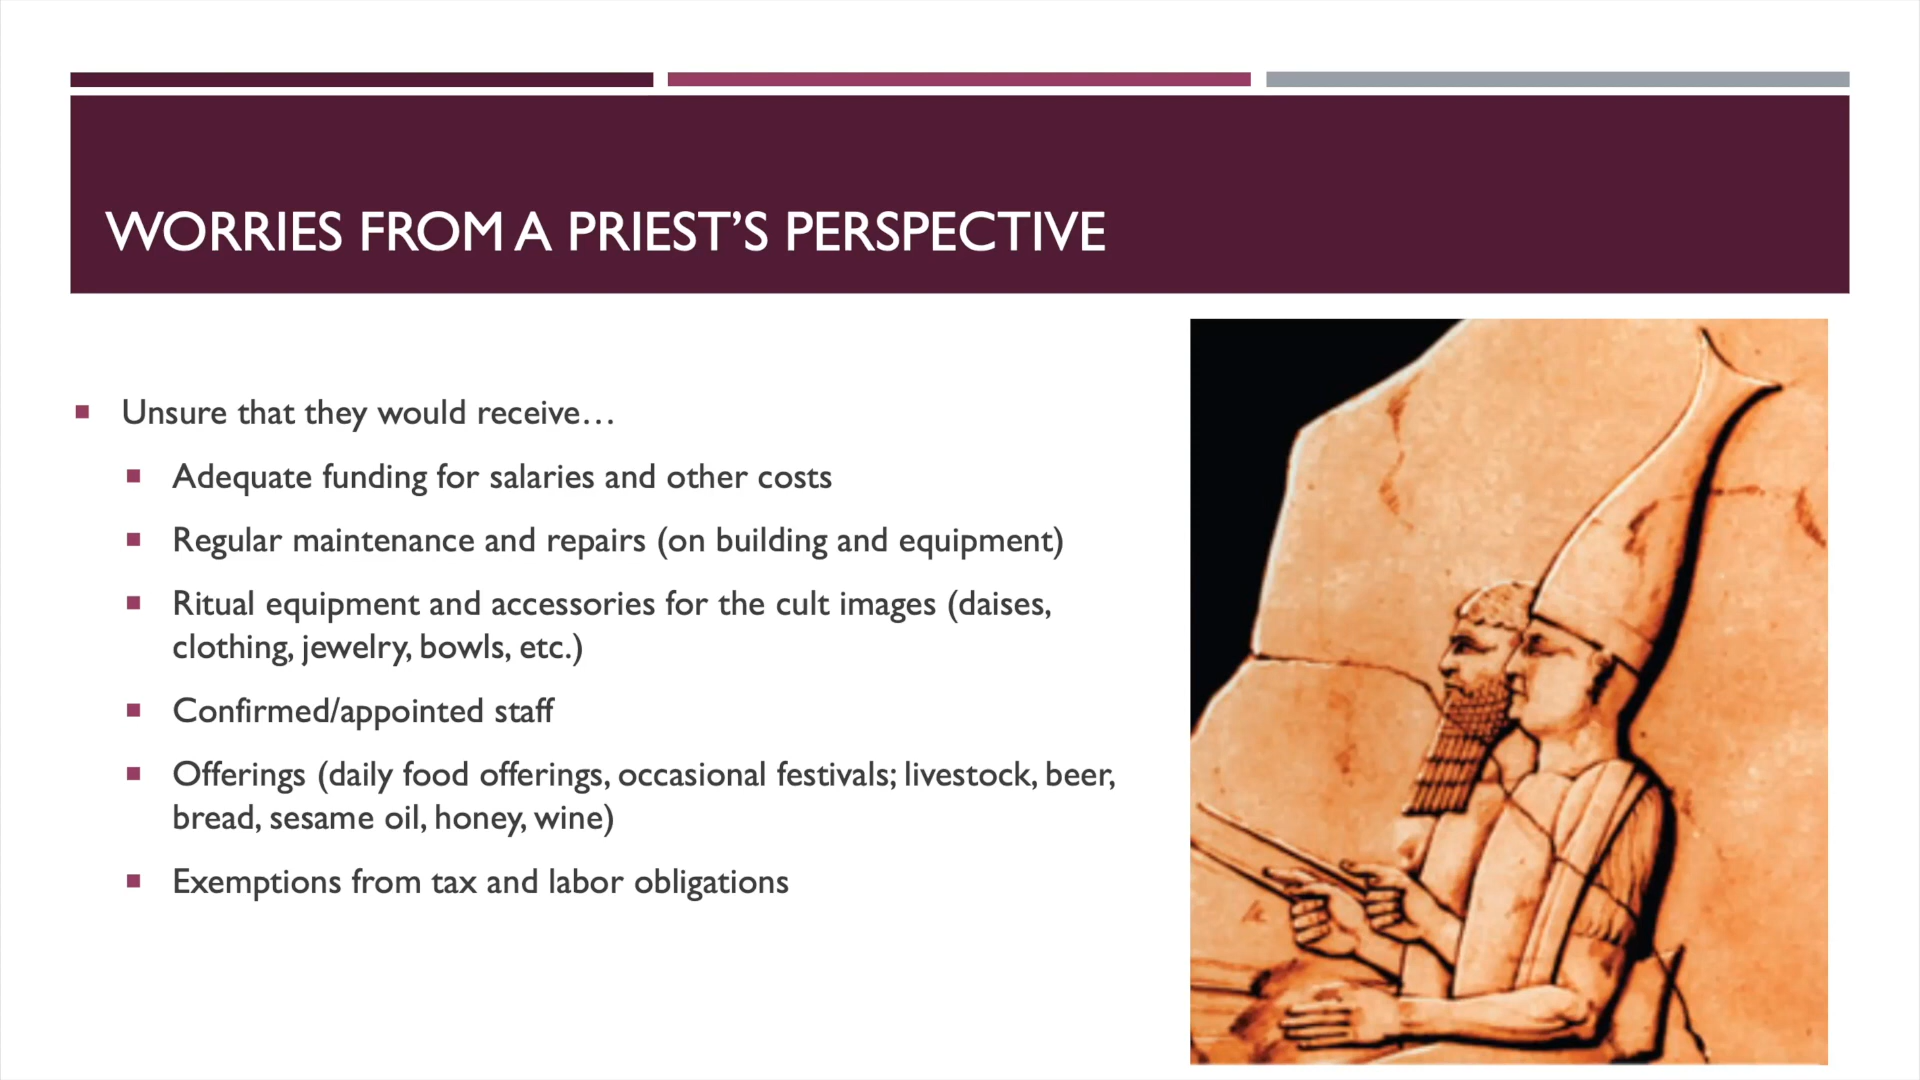 WORRIES FROM A PRIEST’S PERSPECTIVE
Unsure that they would receive…
Adequate funding for salaries and other costs
Regular maintenance and repairs (on building and equipment)
Ritual equipment and accessories for the cult images (daises,
clothing, jewelry, bowls, etc.)
Confirmed/appointed staff
Offerings (daily food offerings, occasional festivals; livestock, beer,
bread, sesame oil, honey, wine)
Exemptions from tax and labor obligations